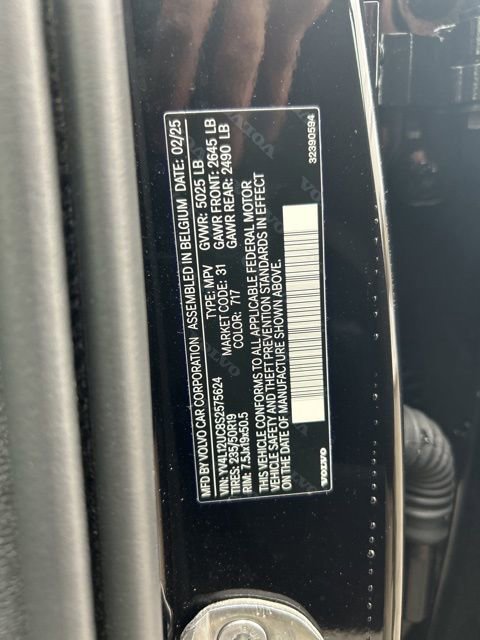 MFD BY VOLVO CAR CORPORATION ASSEMBLED IN BELGIUM DATE: 02/25
GVWR: 5025 LB
GAWR FRONT: 2645 LB
GAWR REAR: 2490 LB
VIN: YV4L12UC8S2575624 TYPE: MPV
TIRES: 235/50R19 MARKET CODE: 31
RIM: 7.5Jx19x50.5 COLOR: 717
THIS VEHICLE CONFORMS TO ALL APPLICABLE FEDERAL MOTOR
VEHICLE SAFETY AND THEFT PREVENTION STANDARDS IN EFFECT
ON THE DATE OF MANUFACTURE SHOWN ABOVE.
VOLVO
32390594